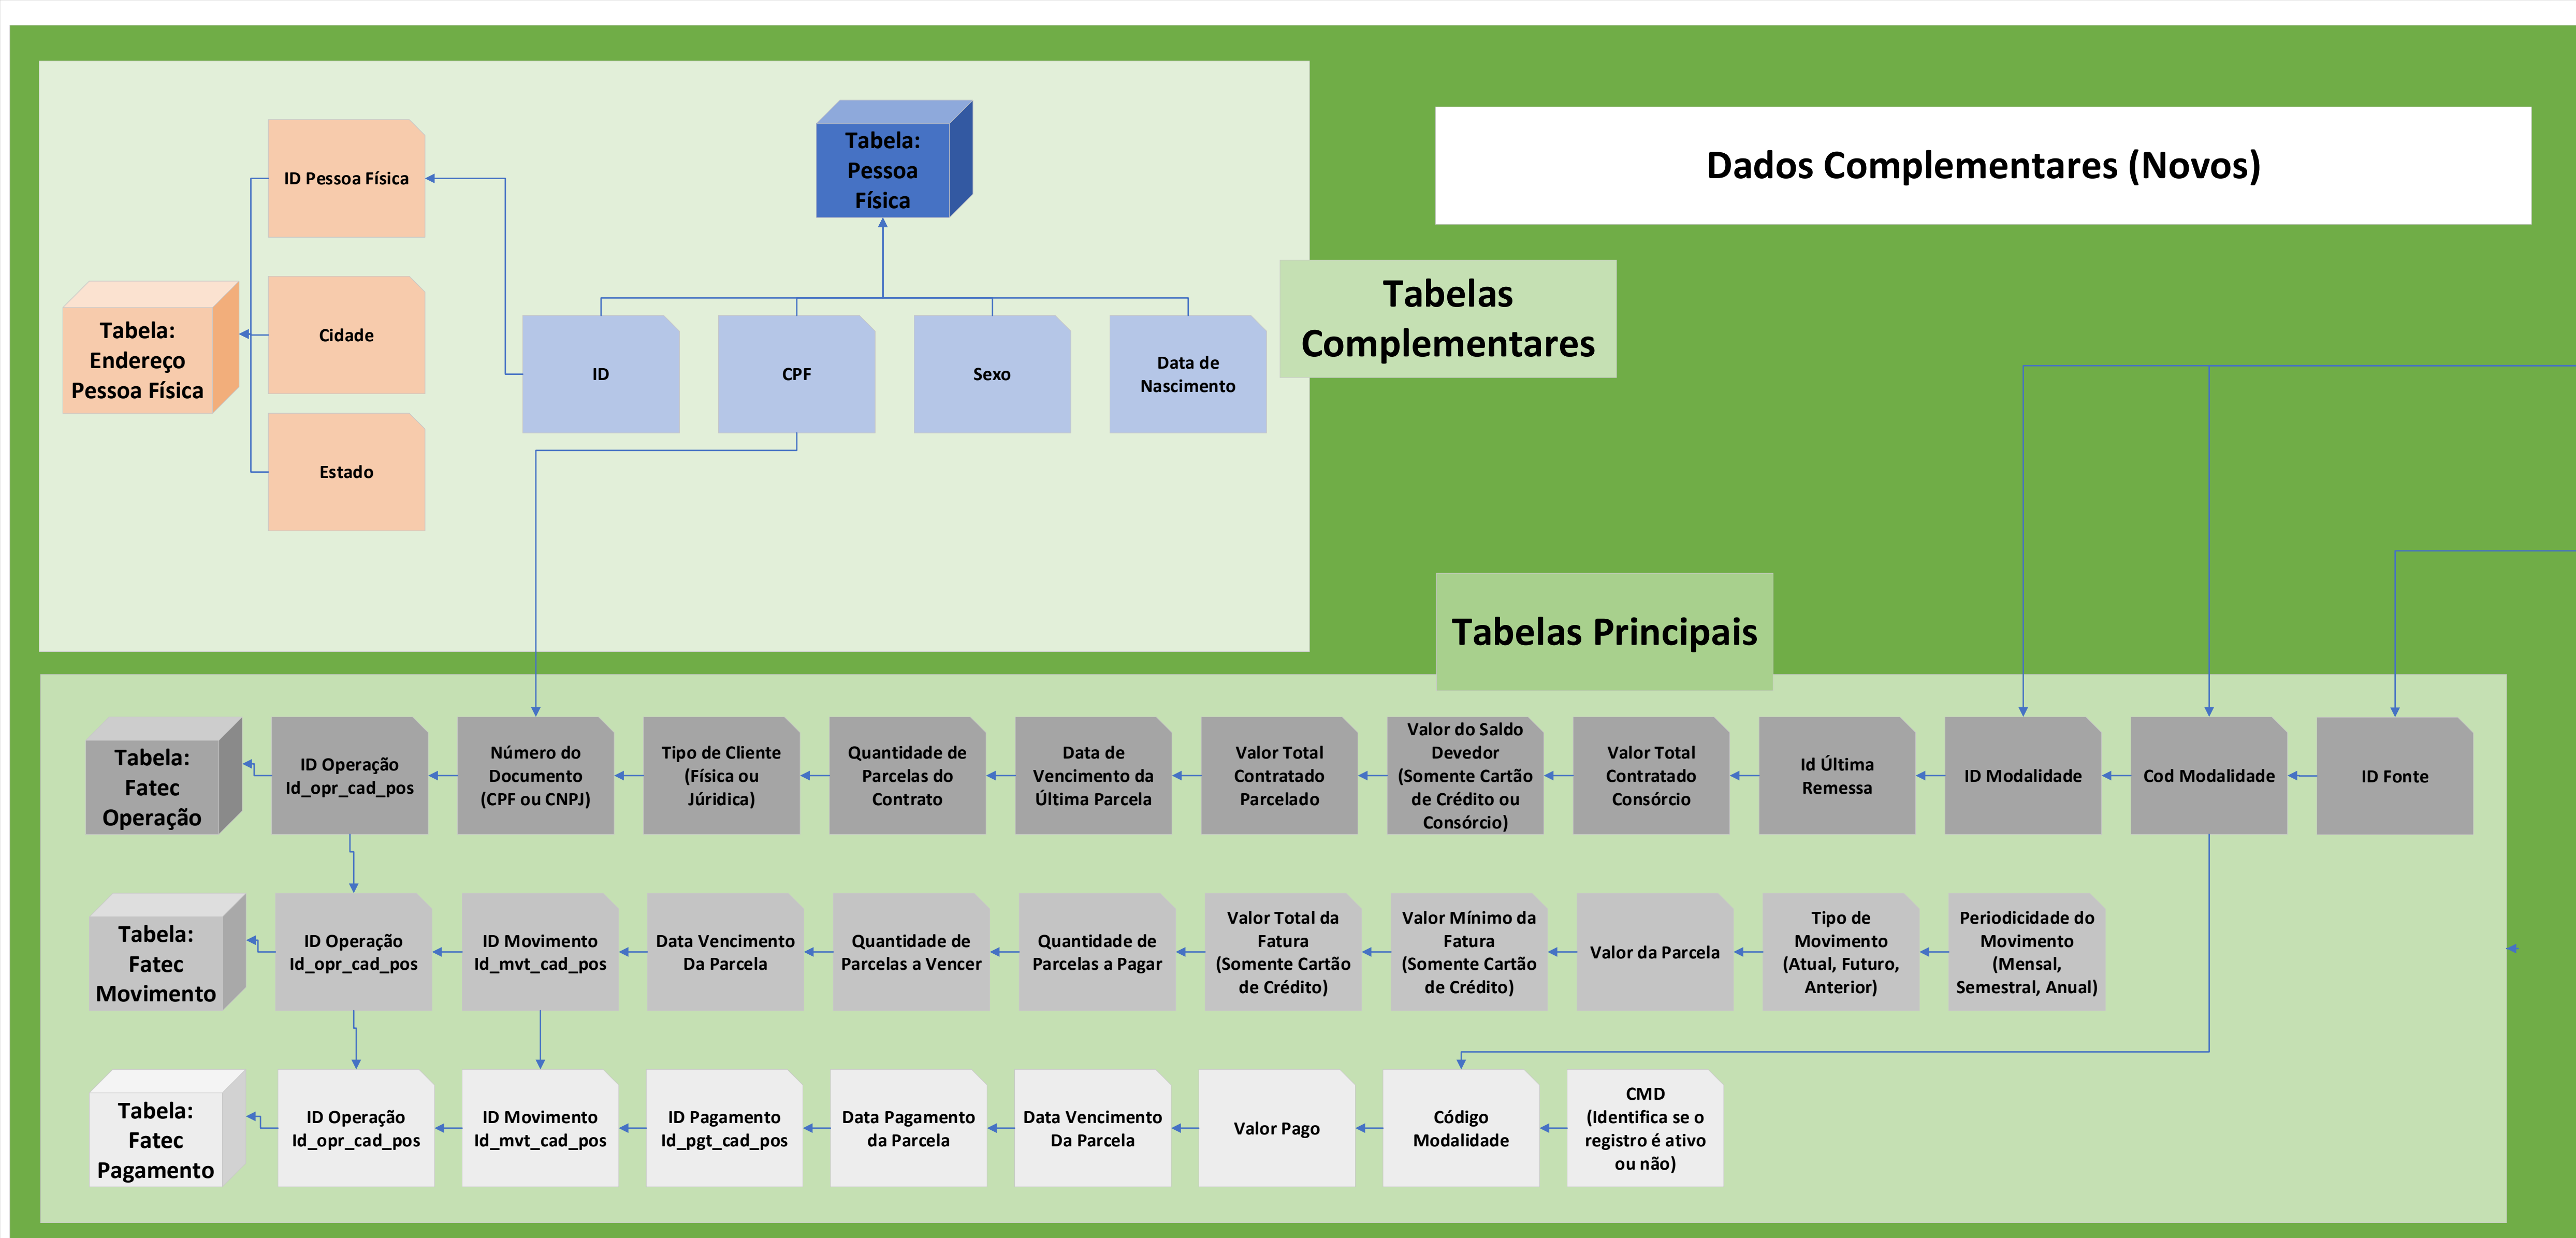 Dados Complementares (Novos)
Tabelas
Complementares
Tabela:
Pessoa
Física
ID Pessoa Física
Tabela:
Endereço
Pessoa Física
Cidade
Estado
ID
CPF
Sexo
Data de
Nascimento
Tabelas Principais
Tabela:
Fatec
Operação
ID Operação
Id_opr_cad_pos
Número do
Documento
(CPF ou CNPJ)
Tipo de Cliente
(Física ou
Júridica)
Quantidade de
Parcelas do
Contrato
Data de
Vencimento da
Última Parcela
Valor Total
Contratado
Parcelado
Valor do Saldo
Devedor
(Somente Cartão
de Crédito ou
Consórcio)
Valor Total
Contratado
Consórcio
Id Última
Remessa
ID Modalidade
Cod Modalidade
ID Fonte
Tabela:
Fatec
Movimento
ID Operação
Id_opr_cad_pos
ID Movimento
Id_mvt_cad_pos
Data Vencimento
Da Parcela
Quantidade de
Parcelas a Vencer
Quantidade de
Parcelas a Pagar
Valor Total da
Fatura
(Somente Cartão
de Crédito)
Valor Mínimo da
Fatura
(Somente Cartão
de Crédito)
Valor da Parcela
Tipo de
Movimento
(Atual, Futuro,
Anterior)
Periodicidade do
Movimento
(Mensal,
Semestral, Anual)
Tabela:
Fatec
Pagamento
ID Operação
Id_opr_cad_pos
ID Movimento
Id_mvt_cad_pos
ID Pagamento
Id_pgt_cad_pos
Data Pagamento
da Parcela
Data Vencimento
Da Parcela
Valor Pago
Código
Modalidade
CMD
(Identifica se o
registro é ativo
ou não)